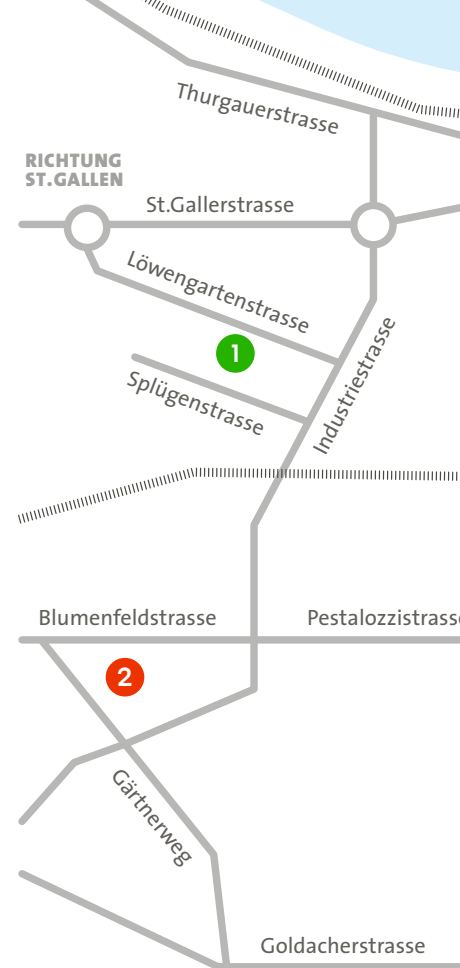 Thurgauerstrasse
RICHTUNG
ST.GALLEN
St.Gallerstrasse
Löwengartenstrasse
1
Industriestrasse
Splügenstrasse
Blumenfeldstrasse
Pestalozzistrasse
2
Gärtnerweg
Goldacherstrasse